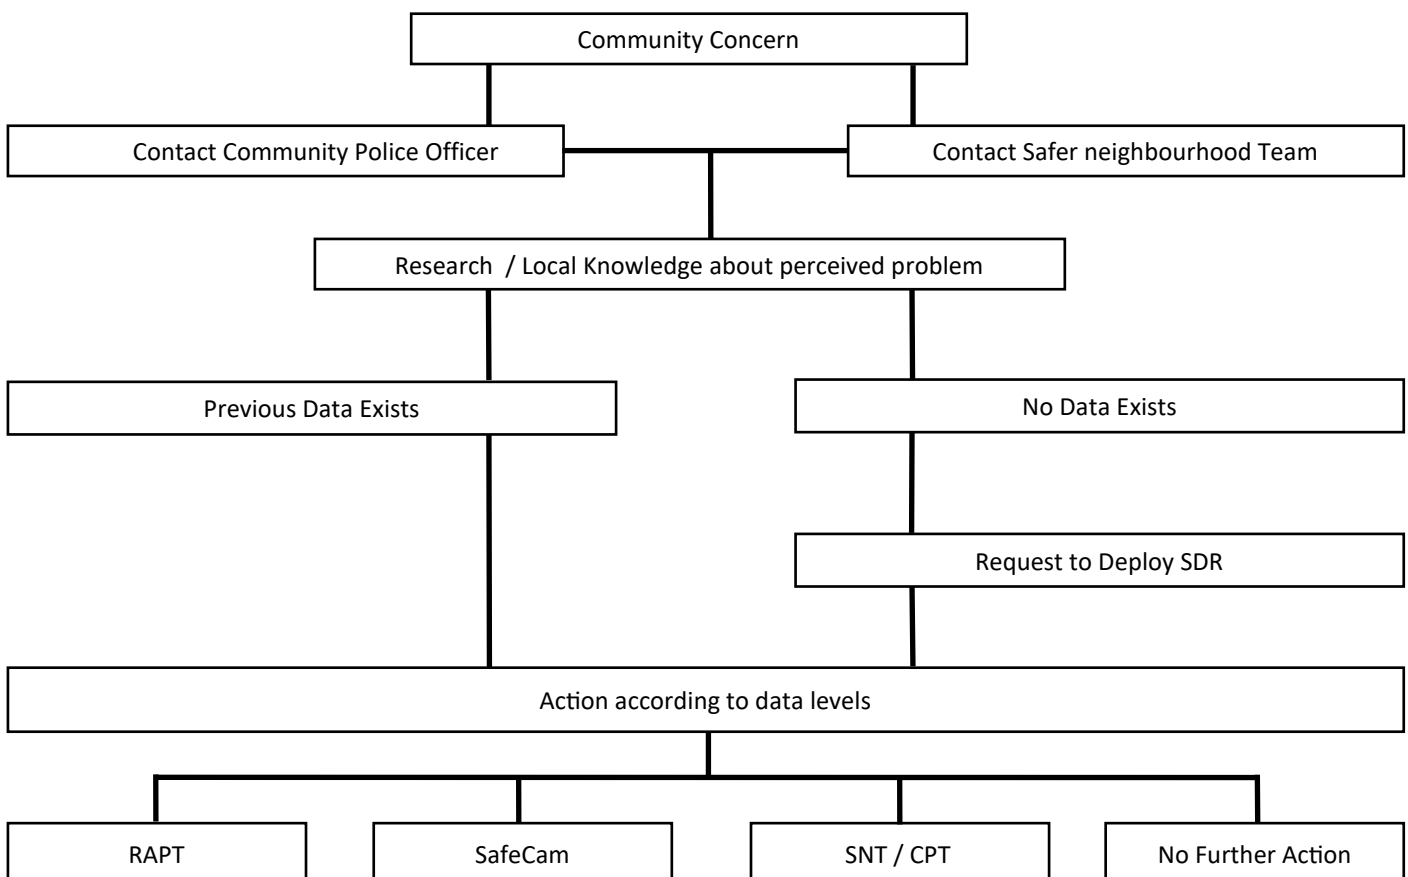 Community Concern
Contact Community Police Officer
Contact Safer neighbourhood Team
Research / Local Knowledge about perceived problem
Previous Data Exists
No Data Exists
Request to Deploy SDR
Action according to data levels
RAPT
SafeCam
SNT / CPT
No Further Action